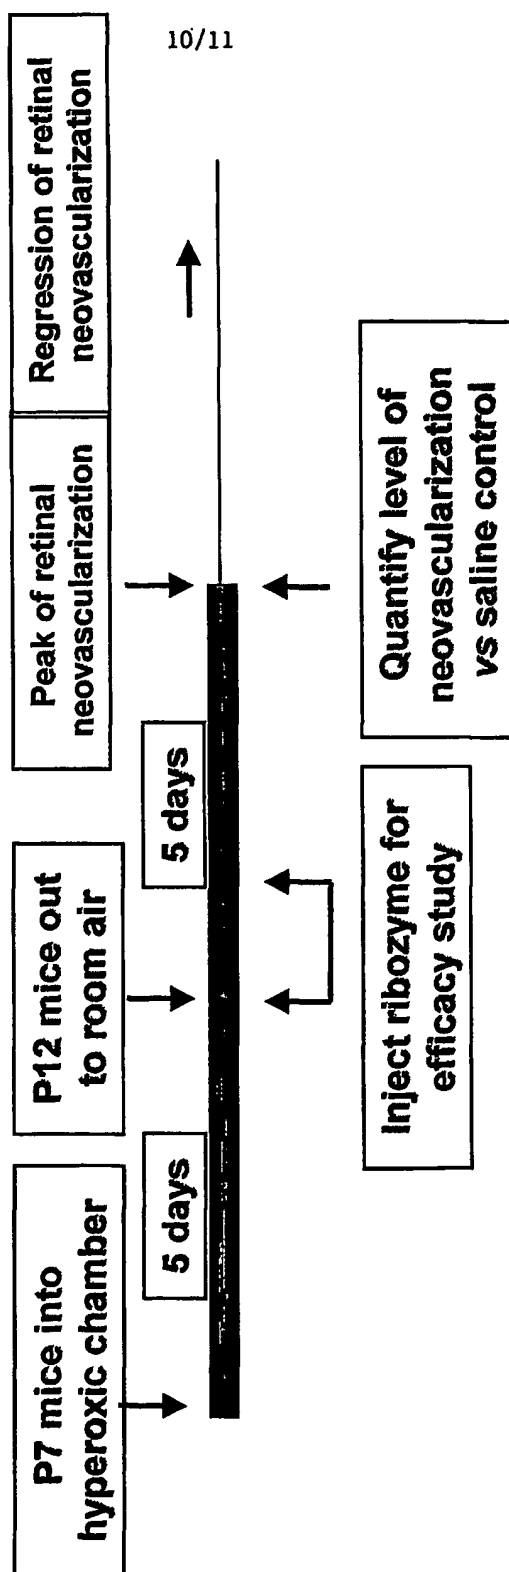 10/11
P7 mice into
hyperoxic chamber
5 days
P12 mice out
to room air
5 days
Peak of retinal
neovascularization
Regression of retinal
neovascularization
Inject ribozyme for
efficacy study
Quantify level of
neovascularization
vs saline control